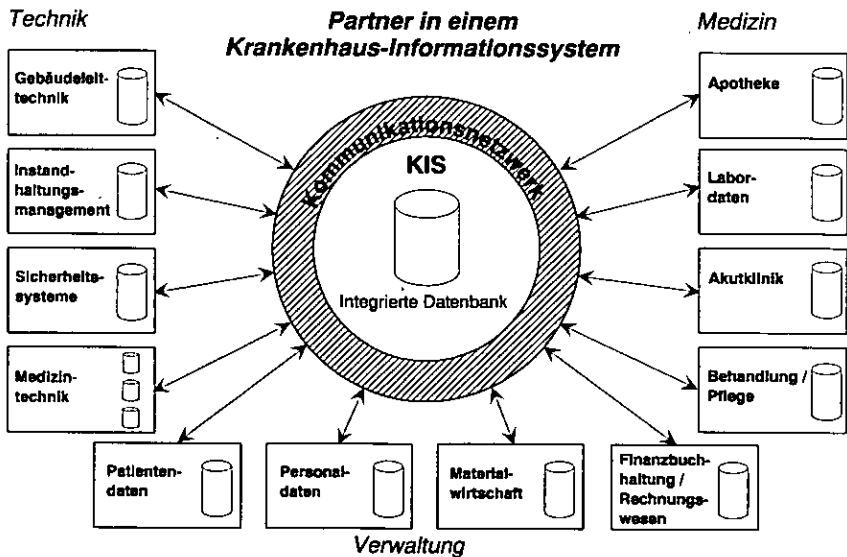 Technik
Partner in einem
Krankenhaus-Informationssystem
Medizin
Gebäudeleit-
technik
Instand-
haltungs-
management
Sicherheits-
systeme
Medizin-
technik
Kommunikationsnetzwerk
KIS
Integrierte Datenbank
Apotheke
Labor-
daten
Akutklinik
Behandlung /
Pflege
Patienten-
daten
Personal-
daten
Material-
wirtschaft
Finanzbuch-
haltung /
Rechnungs-
wesen
Verwaltung